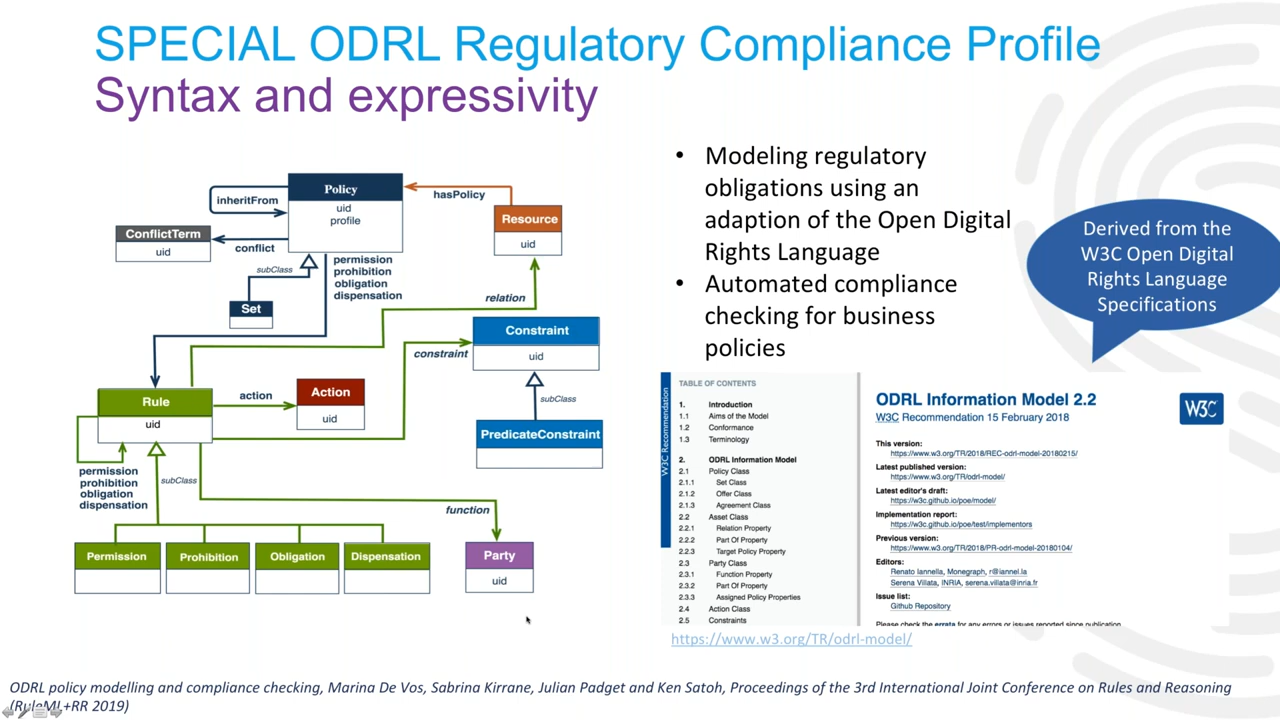 SPECIAL ODRL Regulatory Compliance Profile
Syntax and expressivity
Policy
uid
profile
inheritFrom
hasPolicy
Resource
uid
ConflictTerm
uid
conflict
subClass
permission
prohibition
obligation
dispensation
Set
relation
Constraint
uid
constraint
subClass
PredicateConstraint
Rule
uid
action
Action
uid
permission
prohibition
obligation
dispensation
subClass
function
Permission
Prohibition
Obligation
Dispensation
Party
uid
• Modeling regulatory
obligations using an
adaption of the Open Digital
Rights Language
• Automated compliance
checking for business
policies
Derived from the
W3C Open Digital
Rights Language
Specifications
W3C Recommendation
TABLE OF CONTENTS
1. Introduction
1.1 Aims of the Model
1.2 Conformance
1.3 Terminology
2. ODRL Information Model
2.1 Policy Class
2.1.1 Set Class
2.1.2 Offer Class
2.1.3 Agreement Class
2.2 Asset Class
2.2.1 Relation Property
2.2.2 Part Of Property
2.2.3 Target Policy Property
2.3 Party Class
2.3.1 Function Property
2.3.2 Part Of Property
2.3.3 Assigned Policy Properties
2.4 Action Class
2.5 Constraints
ODRL Information Model 2.2
W3C Recommendation 15 February 2018
W3C
This version:
https://www.w3.org/TR/2018/REC-odrl-model-20180215/
Latest published version:
https://www.w3.org/TR/odrl-model/
Latest editor's draft:
https://w3c.github.io/poe/model/
Implementation report:
https://w3c.github.io/poe/test/implementors
Previous version:
https://www.w3.org/TR/2018/PR-odrl-model-20180104/
Editors:
Renato Iannella, Monegraph, r@iannel.la
Serena Villata, INRIA, serena.villata@inria.fr
Issue list:
Github Repository
Please check the errata for any errors or issues reported since publication.
https://www.w3.org/TR/odrl-model/
ODRL policy modelling and compliance checking, Marina De Vos, Sabrina Kirrane, Julian Padget and Ken Satoh, Proceedings of the 3rd International Joint Conference on Rules and Reasoning
(RuleML+RR 2019)